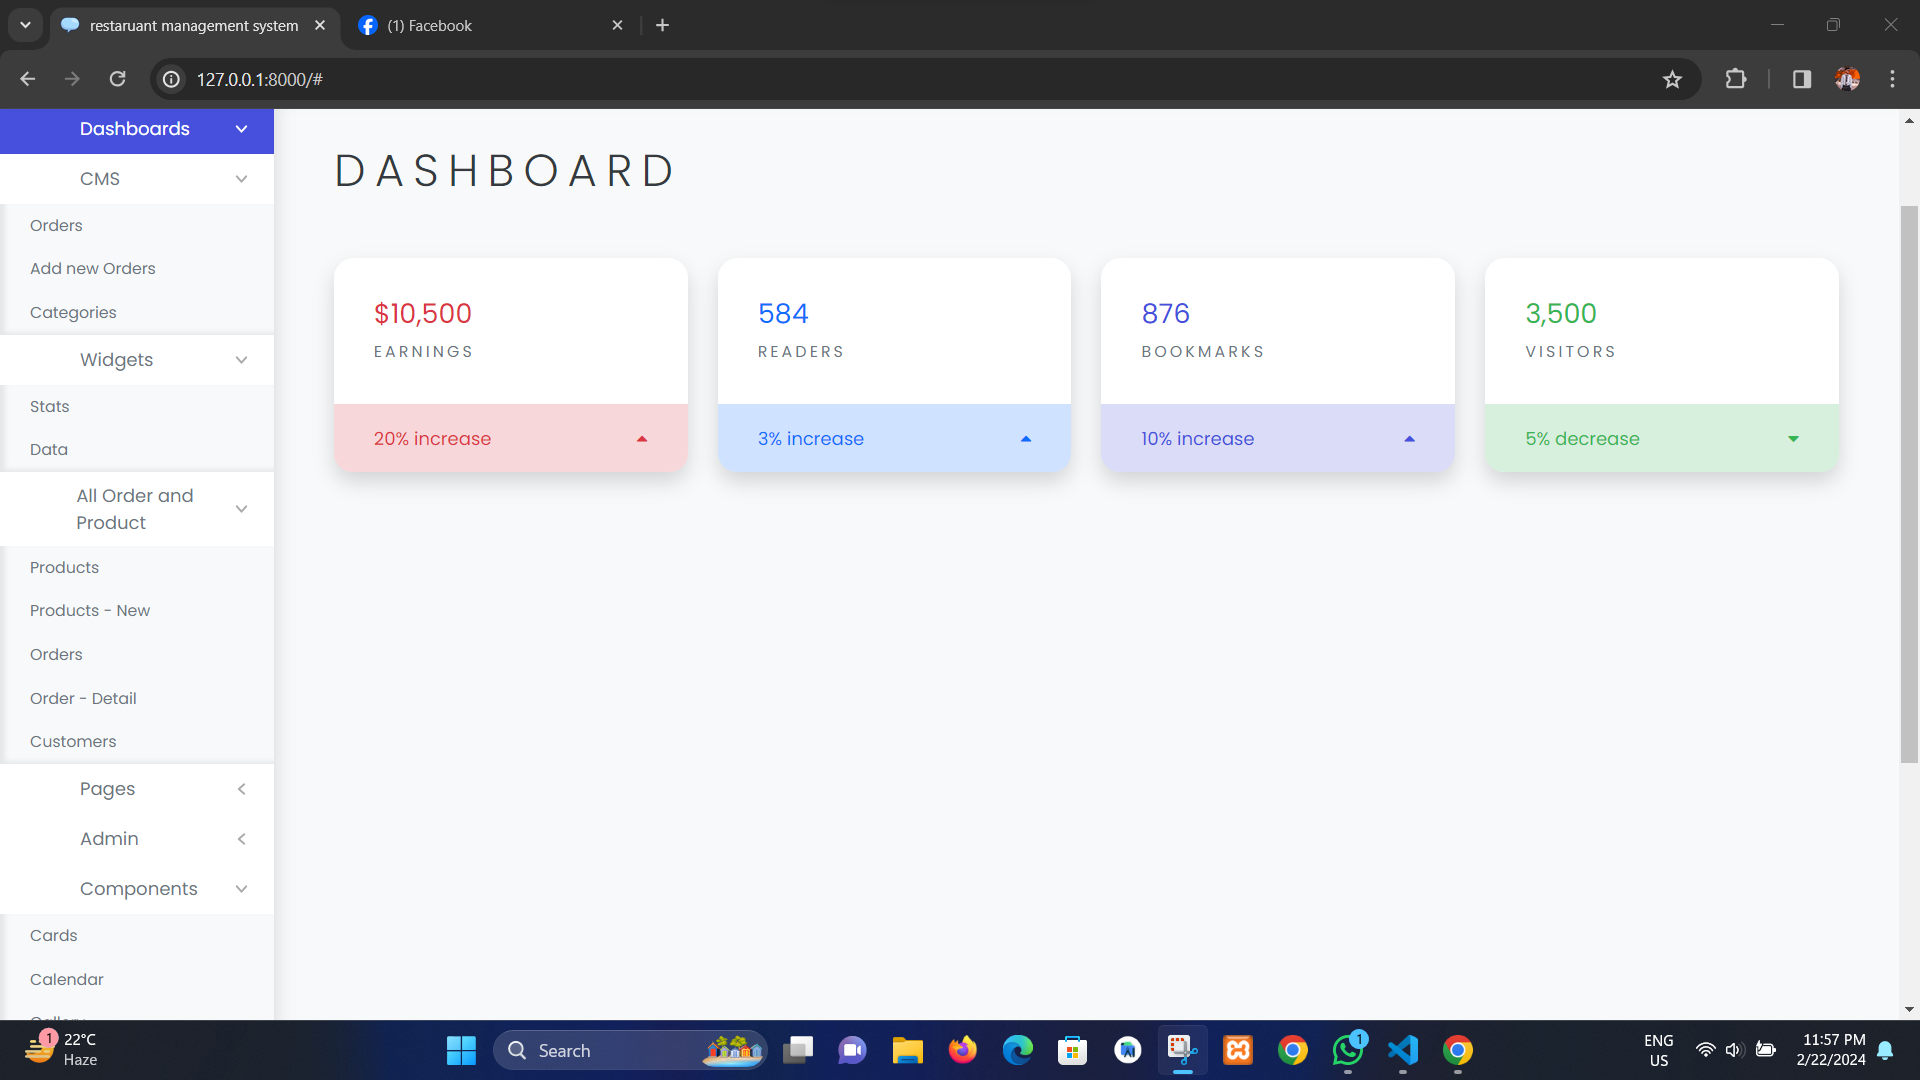 restaruant management system
(1) Facebook
127.0.0.1:8000/#
Dashboards
CMS
Orders
Add new Orders
Categories
Widgets
Stats
Data
All Order and
Product
Products
Products - New
Orders
Order - Detail
Customers
Pages
Admin
Components
Cards
Calendar
DASHBOARD
$10,500
EARNINGS
20% increase
584
READERS
3% increase
876
BOOKMARKS
10% increase
3,500
VISITORS
5% decrease
1
22°C
Haze
Search
1
ENG
US
11:57 PM
2/22/2024